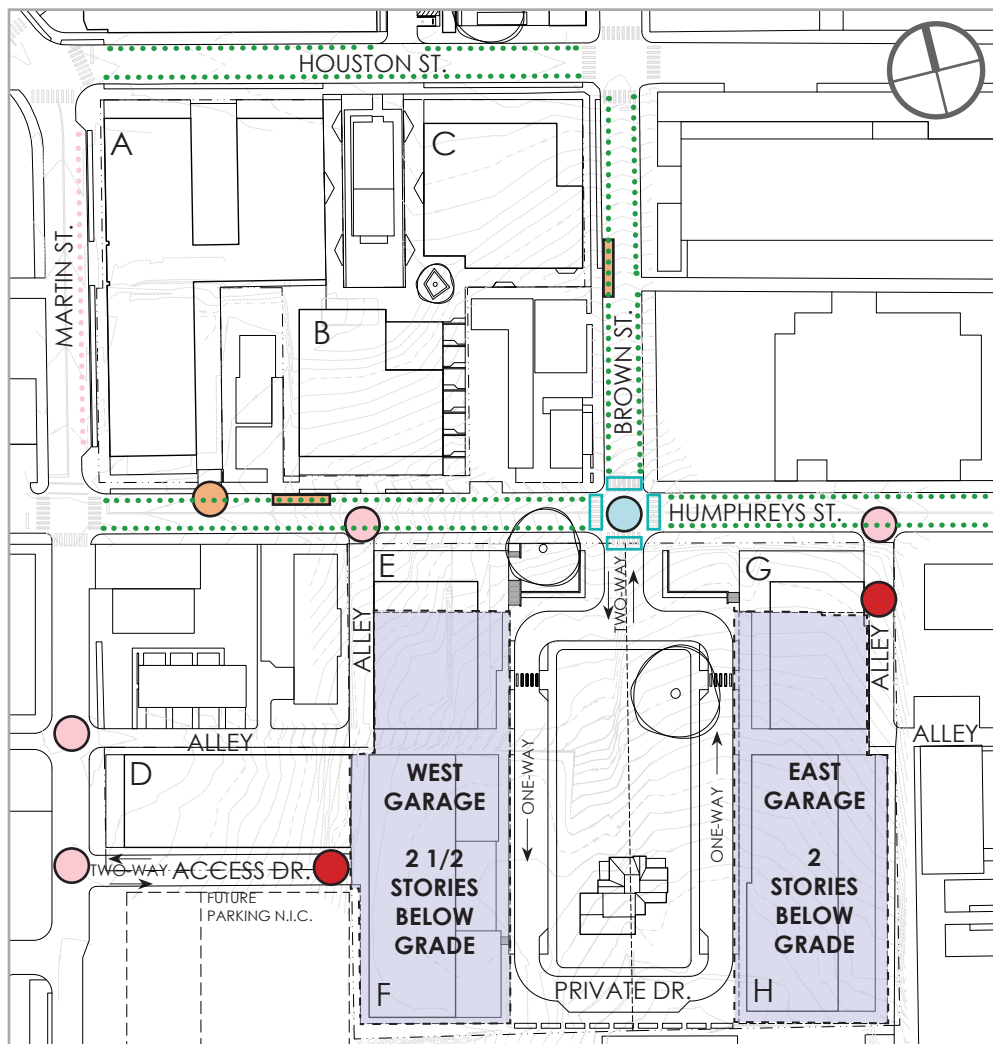 HOUSTON ST.
A
C
MARTIN ST.
B
BROWN ST.
HUMPHREYS ST.
E
G
TWO-WAY
ALLEY
ALLEY
ALLEY
ALLEY
D
WEST
GARAGE
2 1/2
STORIES
BELOW
GRADE
ONE-WAY
ONE-WAY
EAST
GARAGE
2
STORIES
BELOW
GRADE
TWO-WAY
ACCESS DR.
FUTURE
PARKING N.I.C.
F
PRIVATE DR.
H